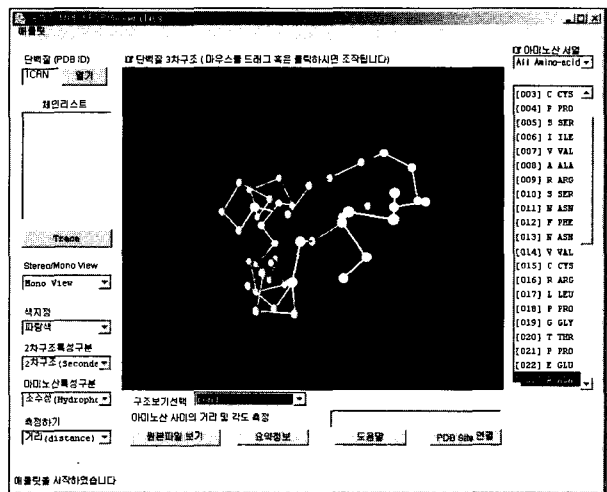 애플릿
단백질 (PDB ID)
1CRN 열기
체인리스트
Trace
Stereo/Mono View
Mono View
색지정
파랑색
2차구조특성구분
2차구조(Seconde
아미노산특성구분
소수성(Hydropho
측정하기
거리(distance)
단백질 3차구조 ( 마우스를 드래그 혹은 클릭하시면 조작됩니다)
구조보기선택
아미노산 사이의 거리 및 각도 측정
원본파일 보기 요약정보 도움말 PDB Site 연결
아미노산 서열
All Amino-acid
[003] C CYS
[004] P PRO
[005] S SER
[006] I ILE
[007] V VAL
[008] A ALA
[009] R ARG
[010] S SER
[011] N ASN
[012] F PHE
[013] N ASN
[014] V VAL
[015] C CYS
[016] R ARG
[017] L LEU
[018] P PRO
[019] G GLY
[020] T THR
[021] P PRO
[022] E GLU
애플릿을 시작하였습니다